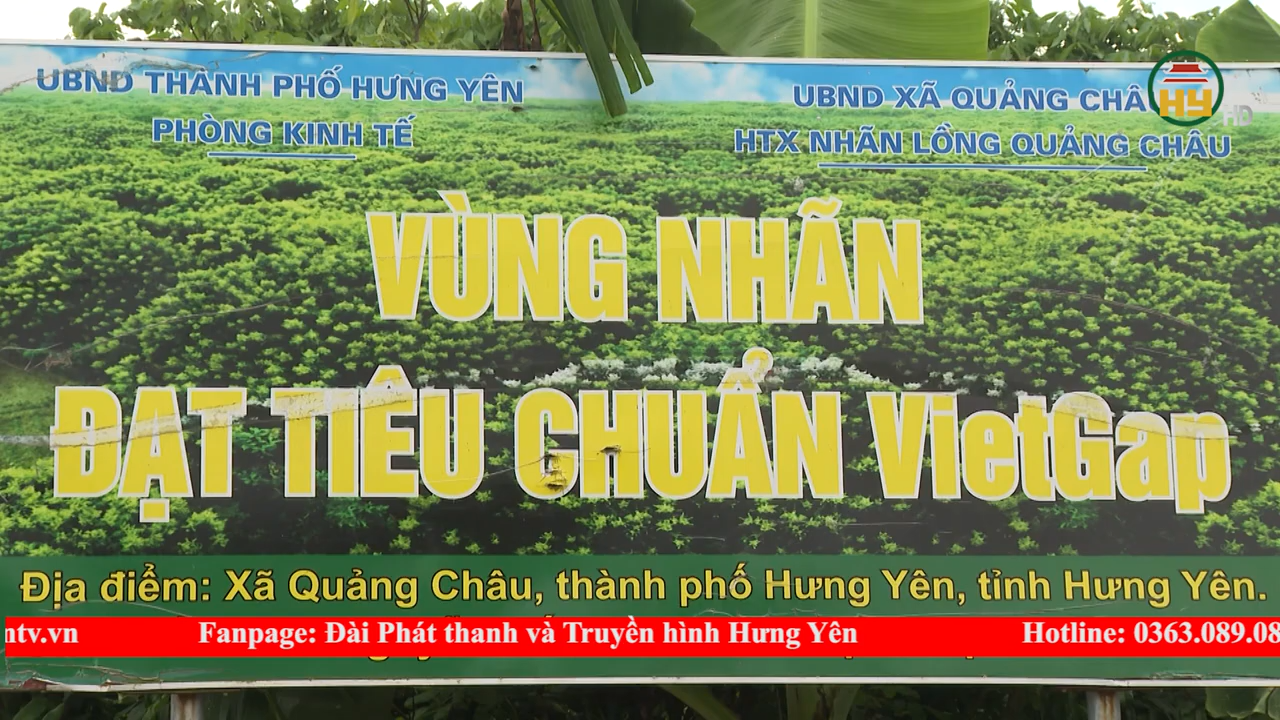 UBND THÀNH PHỐ HƯNG YÊN
PHÒNG KINH TẾ
UBND XÃ QUẢNG CHÂU
HTX NHÃN LỒNG QUẢNG CHÂU
HY HD
VÙNG NHÃN
ĐẠT TIÊU CHUẨN VietGap
Địa điểm: Xã Quảng Châu, thành phố Hưng Yên, tỉnh Hưng Yên.
ntv.vn Fanpage: Đài Phát thanh và Truyền hình Hưng Yên Hotline: 0363.089.08